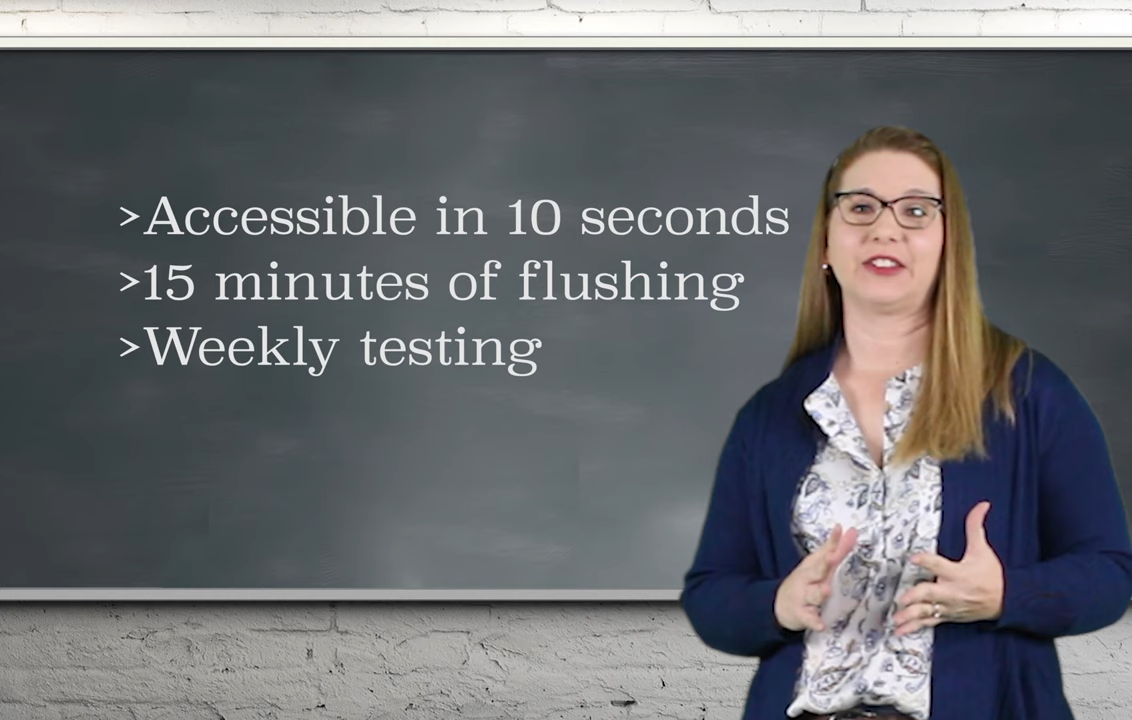 >Accessible in 10 seconds
>15 minutes of flushing
>Weekly testing